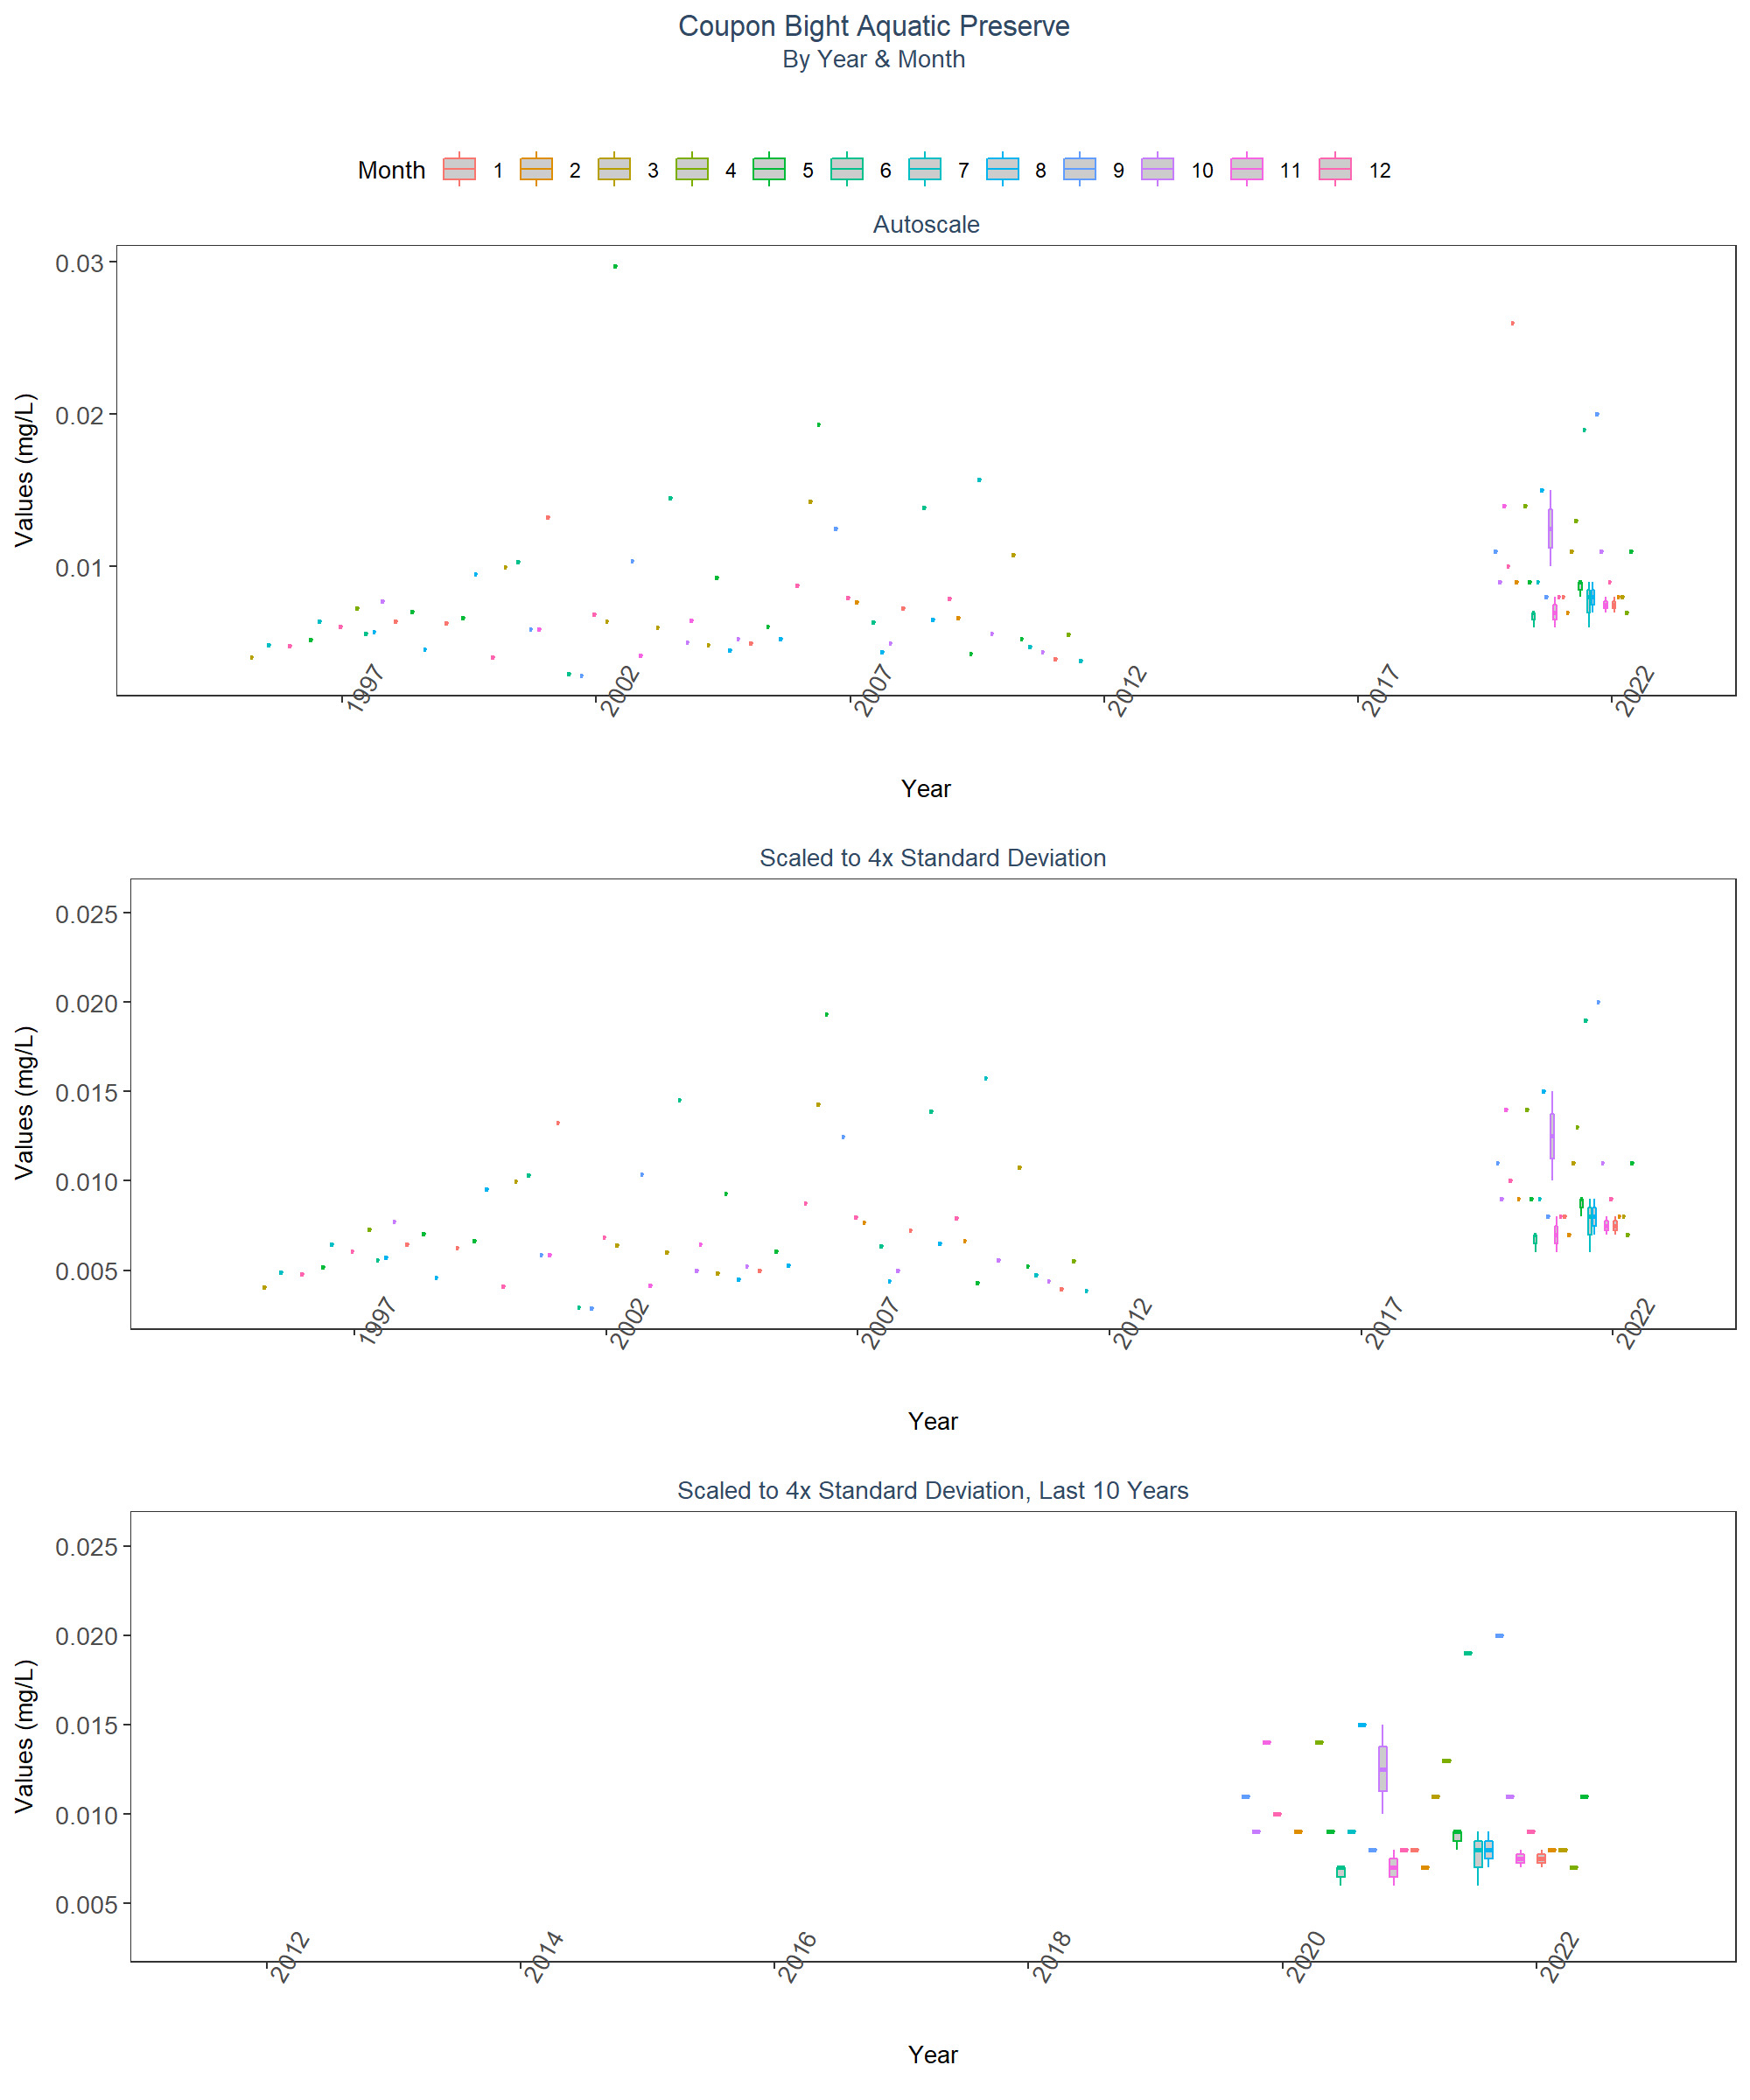 Coupon Bight Aquatic Preserve
By Year & Month
Month 1 2 3 4 5 6 7 8 9 10 11 12
Autoscale
0.03
0.02
0.01
Values (mg/L)
1997 2002 2007 2012 2017 2022
Year
Scaled to 4x Standard Deviation
0.025
0.020
0.015
0.010
0.005
Values (mg/L)
1997 2002 2007 2012 2017 2022
Year
Scaled to 4x Standard Deviation, Last 10 Years
0.025
0.020
0.015
0.010
0.005
Values (mg/L)
2012 2014 2016 2018 2020 2022
Year